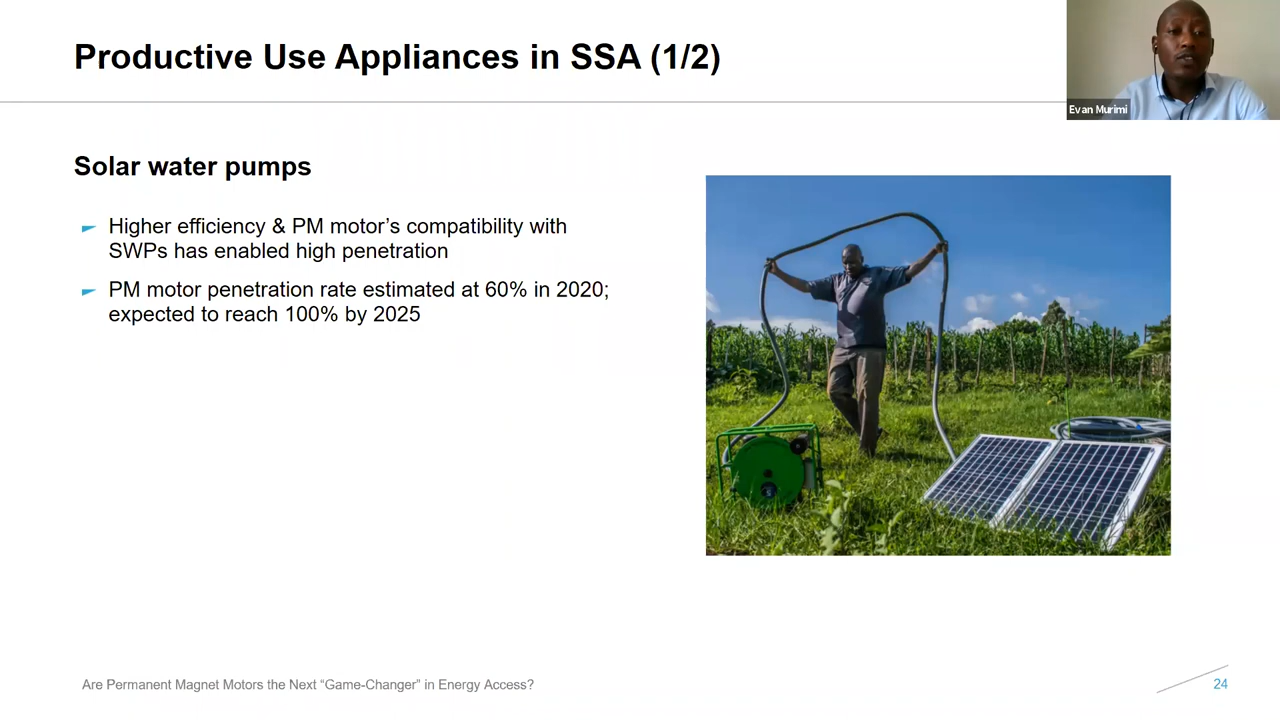 Productive Use Appliances in SSA (1/2)
Evan Murimi
Solar water pumps
Higher efficiency & PM motor’s compatibility with
SWPs has enabled high penetration
PM motor penetration rate estimated at 60% in 2020;
expected to reach 100% by 2025
Are Permanent Magnet Motors the Next “Game-Changer” in Energy Access?
24